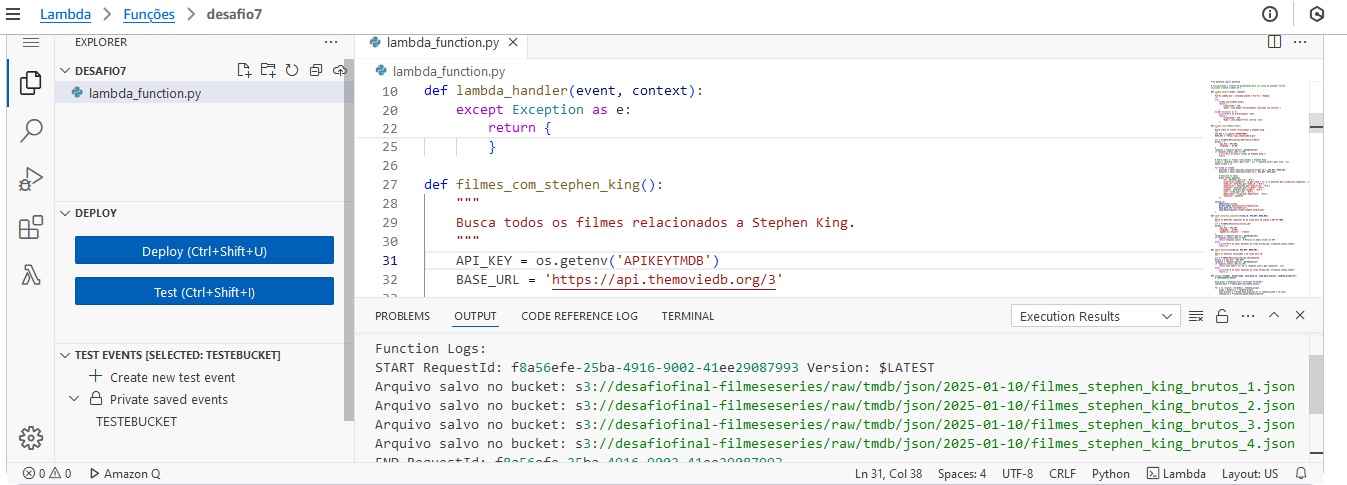 Lambda > Funções > desafio7
EXPLORER ...
DESAFIO7
lambda_function.py
DEPLOY
Deploy (Ctrl+Shift+U)
Test (Ctrl+Shift+I)
TEST EVENTS [SELECTED: TESTEBUCKET]
Create new test event
Private saved events
TESTEBUCKET
lambda_function.py
lambda_function.py
10 def lambda_handler(event, context):
20 except Exception as e:
22 return {
25 }
26
27 def filmes_com_stephen_king():
28 """
29 Busca todos os filmes relacionados a Stephen King.
30 """
31 API_KEY = os.getenv('APIKEYTMDB')
32 BASE_URL = 'https://api.themoviedb.org/3'
PROBLEMS OUTPUT CODE REFERENCE LOG TERMINAL Execution Results
Function Logs:
START RequestId: f8a56efe-25ba-4916-9002-41ee29087993 Version: $LATEST
Arquivo salvo no bucket: s3://desafiofinal-filmeseseries/raw/tmdb/json/2025-01-10/filmes_stephen_king_brutos_1.json
Arquivo salvo no bucket: s3://desafiofinal-filmeseseries/raw/tmdb/json/2025-01-10/filmes_stephen_king_brutos_2.json
Arquivo salvo no bucket: s3://desafiofinal-filmeseseries/raw/tmdb/json/2025-01-10/filmes_stephen_king_brutos_3.json
Arquivo salvo no bucket: s3://desafiofinal-filmeseseries/raw/tmdb/json/2025-01-10/filmes_stephen_king_brutos_4.json
END RequestId: f8a56efe-25ba-4916-9002-41ee29087993
0 0 Amazon Q Ln 31, Col 38 Spaces: 4 UTF-8 CRLF Python Lambda Layout: US